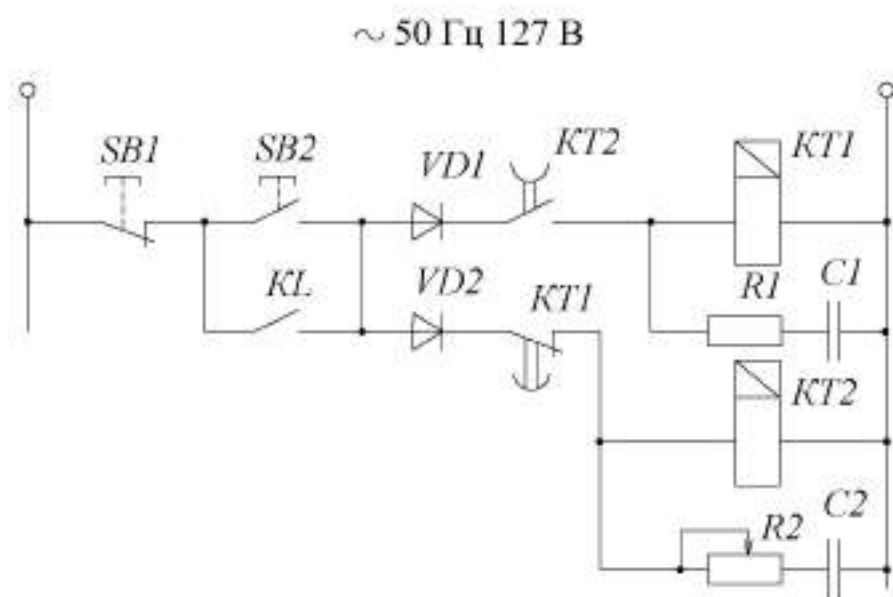 ~ 50 Гц 127 В
SB1 SB2 VD1 KT2 KT1
KL VD2 KT1 R1 C1
KT2
R2 C2